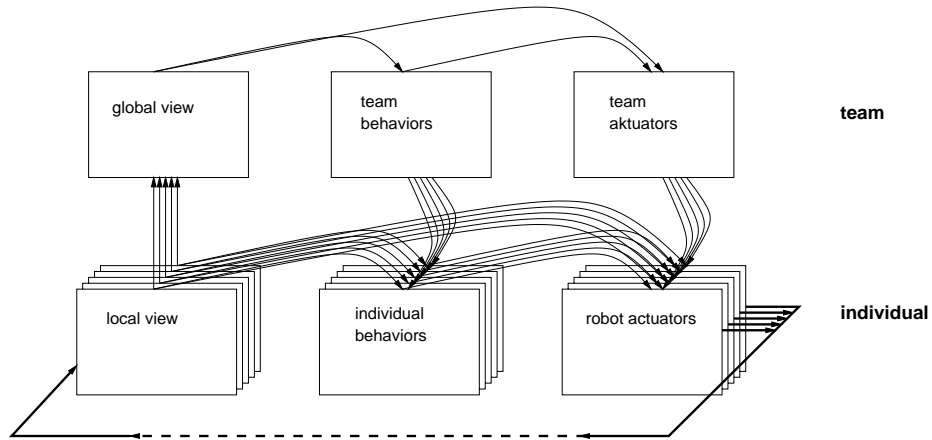 global view
team
behaviors
team
aktuators
team
local view
individual
behaviors
robot actuators
individual